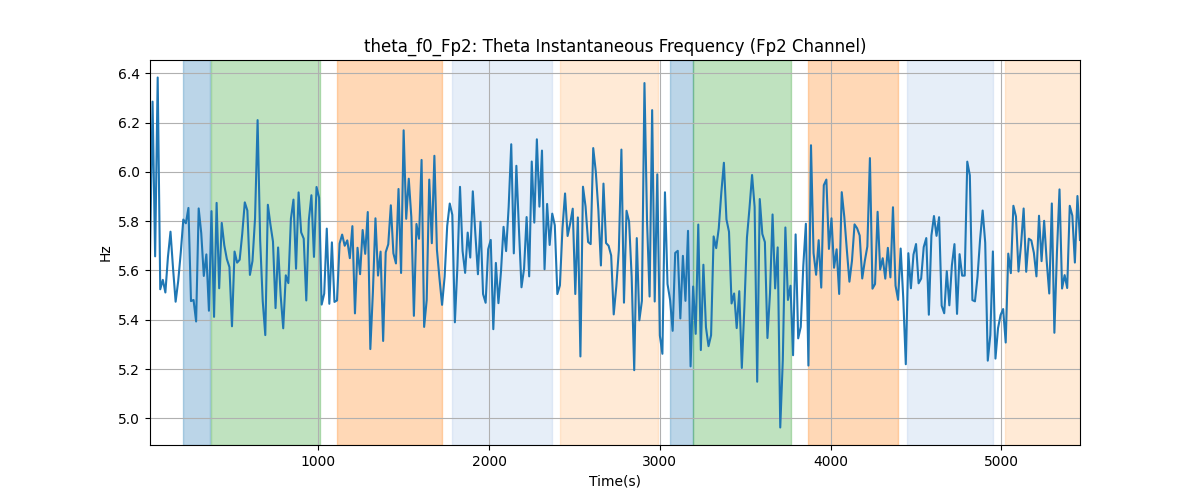 theta_f0_Fp2: Theta Instantaneous Frequency (Fp2 Channel)
Hz
6.4
6.2
6.0
5.8
5.6
5.4
5.2
5.0
1000 2000 3000 4000 5000
Time(s)